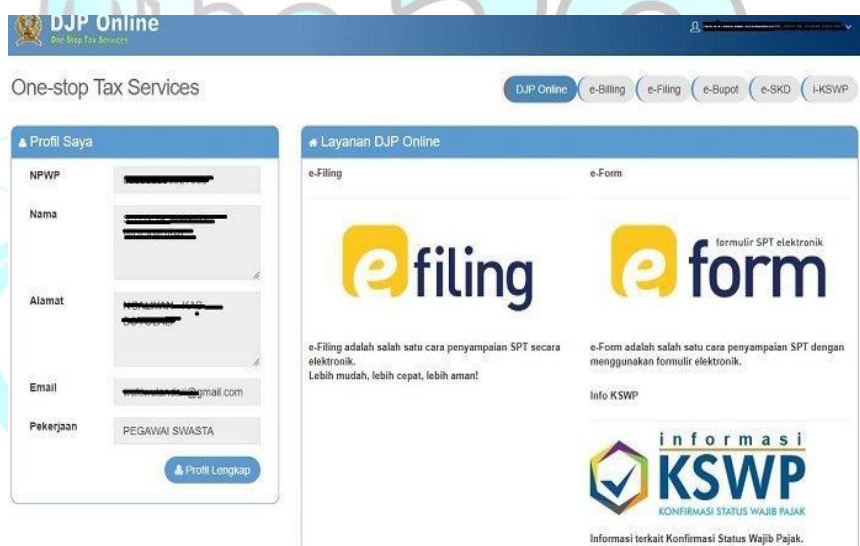 DJP Online
One Stop Tax Services
One-stop Tax Services
DJP Online
e-Billing
e-Filing
e-Bupot
e-SKD
i-KSWP
Profil Saya
NPWP
Nama
Alamat
Email
@gmail.com
Pekerjaan
PEGAWAI SWASTA
Profil Lengkap
Layanan DJP Online
e-Filing
e filing
e-Filing adalah salah satu cara penyampaian SPT secara
elektronik.
Lebih mudah, lebih cepat, lebih aman!
e-Form
formulir SPT elektronik
e form
e-Form adalah salah satu cara penyampaian SPT dengan
menggunakan formulir elektronik.
Info KSWP
informasi
KSWP
KONFIRMASI STATUS WAJIB PAJAK
Informasi terkait Konfirmasi Status Wajib Pajak.